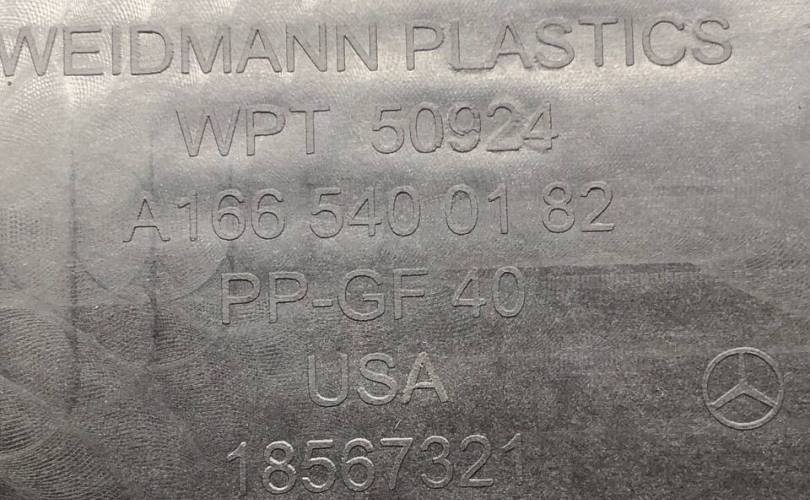 WEIDMANN PLASTICS
WPT 50924
A 166 540 01 82
PP-GF 40
USA
18567321